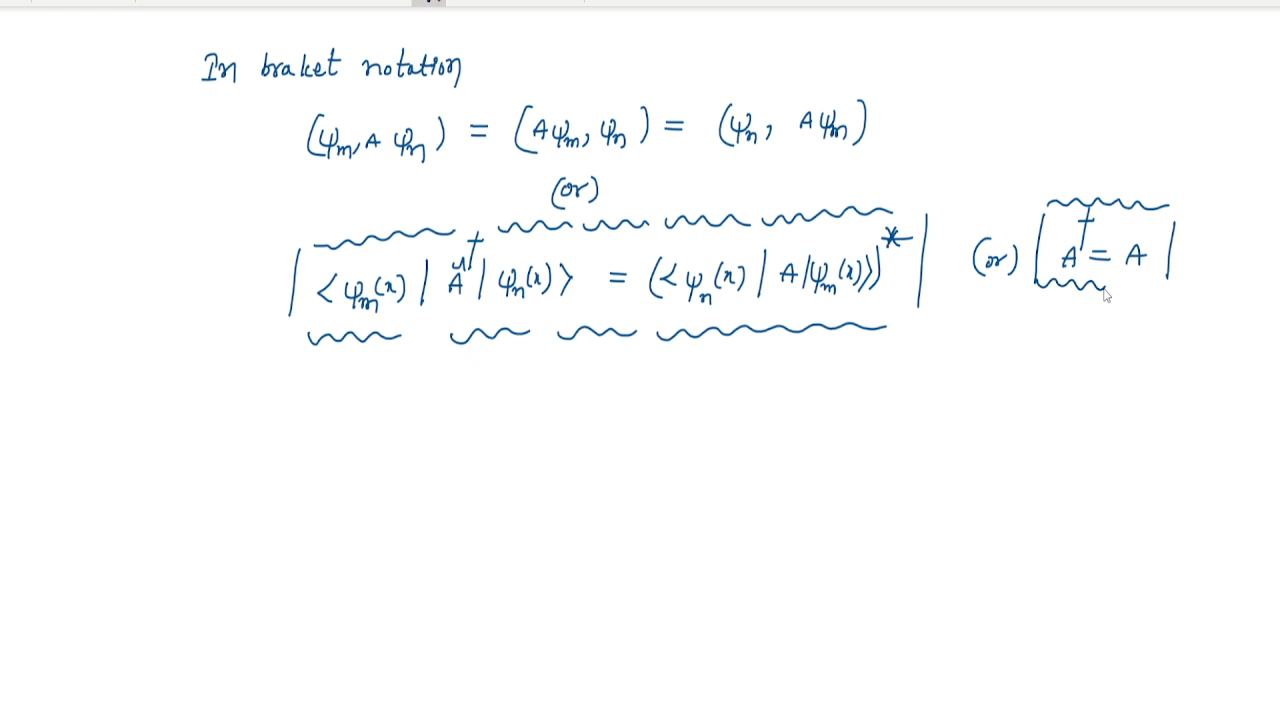 In braket notation
(ψₘ, A ψₙ) = (Aψₘ, ψₙ) = (ψₙ, Aψₘ)
(or)
|⟨ψₘ(x) | Â† | ψₙ(x)⟩ = (⟨ψₙ(x) | A|ψₘ(x)⟩)*| (or) [A† = A|